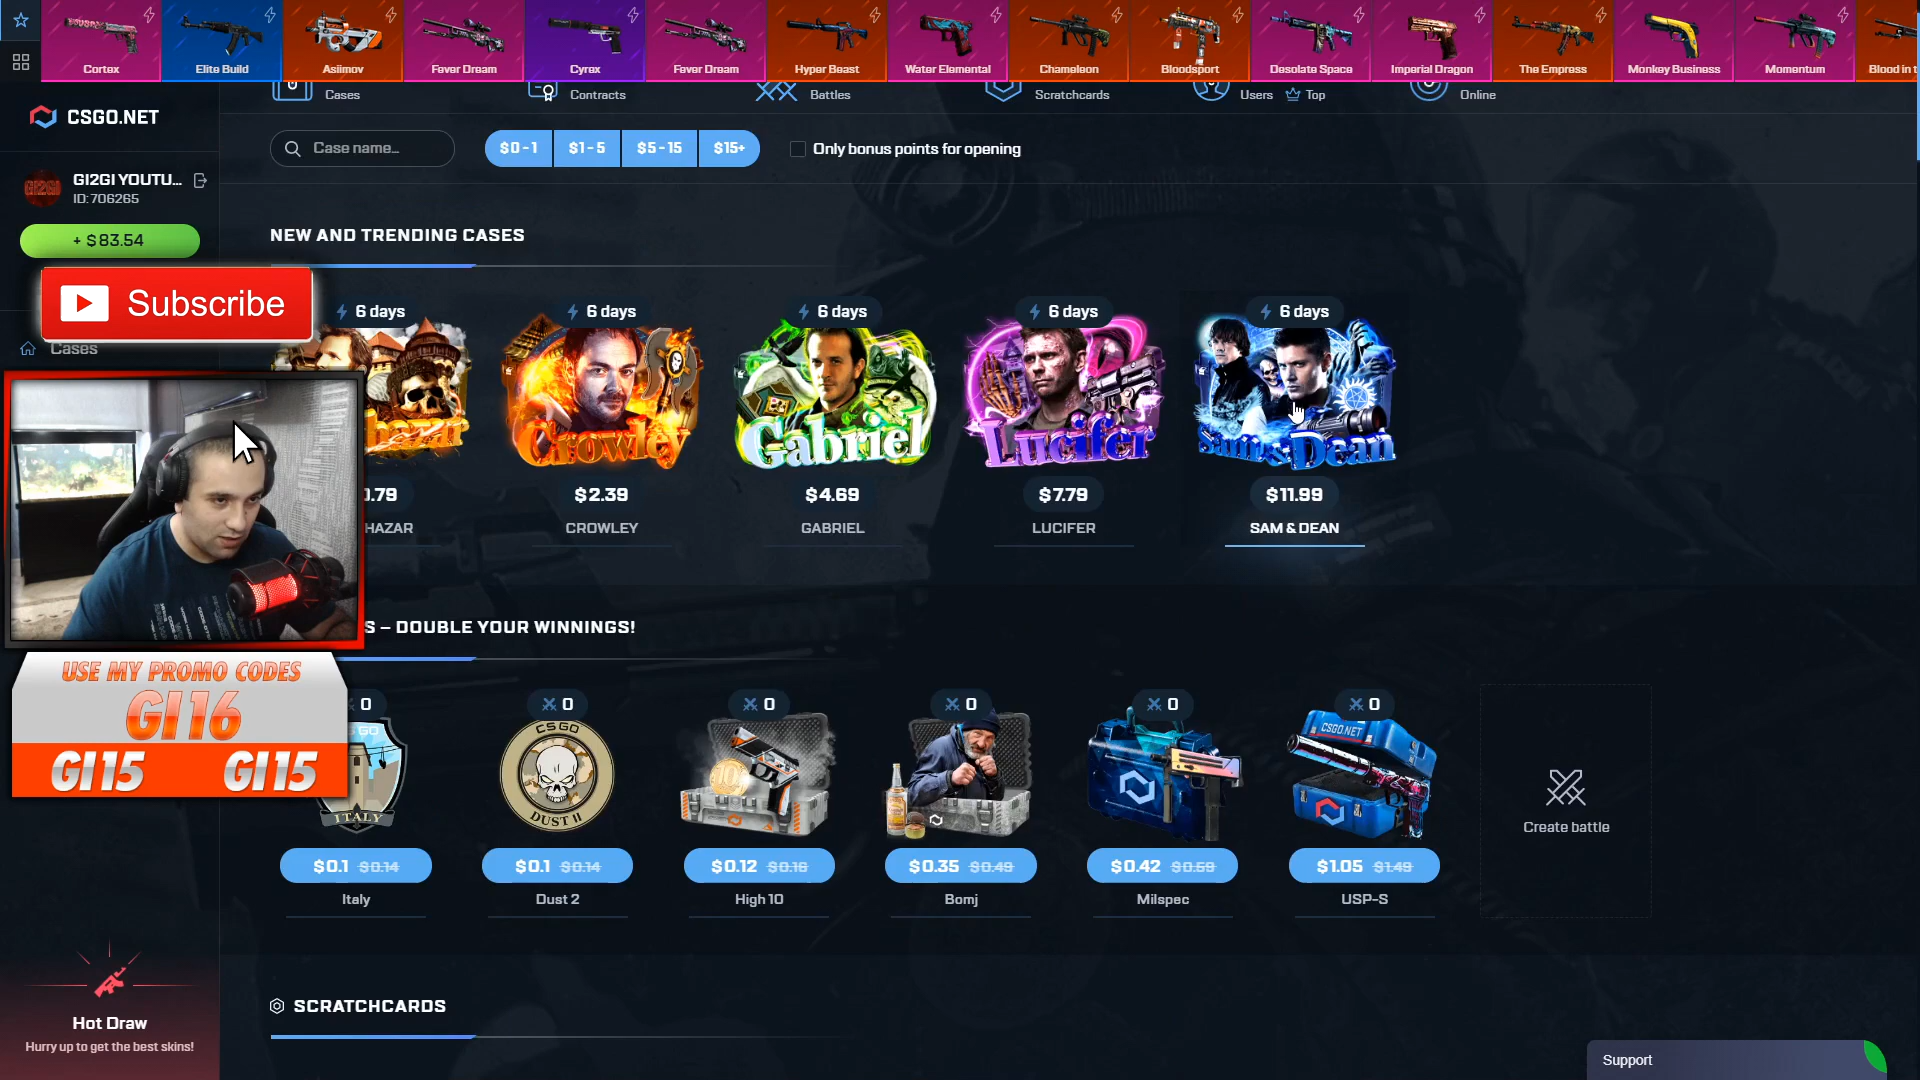 Cortex
Elite Build
Asiimov
Fever Dream
Cyrex
Fever Dream
Hyper Beast
Water Elemental
Chameleon
Bloodsport
Desolate Space
Imperial Dragon
The Empress
Monkey Business
Momentum
Blood in t
CSGO.NET
Cases
Contracts
Battles
Scratchcards
Users
Top
Online
Case name...
$0 - 1
$1 - 5
$5 - 15
$15+
Only bonus points for opening
GI2GI
GI2GI YOUTU...
ID: 706265
+ $83.54
Subscribe
Cases
NEW AND TRENDING CASES
6 days
6 days
6 days
6 days
6 days
Crowley
Gabriel
Lucifer
Sam & Dean
0.79
$2.39
$4.69
$7.79
$11.99
HAZAR
CROWLEY
GABRIEL
LUCIFER
SAM & DEAN
S – DOUBLE YOUR WINNINGS!
USE MY PROMO CODES
GI16
GI15 GI15
0
0
0
0
0
0
ITALY
CS GO
DUST II
CSGO.NET
Create battle
$0.1 $0.14
$0.1 $0.14
$0.12 $0.16
$0.35 $0.49
$0.42 $0.59
$1.05 $1.49
Italy
Dust 2
High 10
Bomj
Milspec
USP-S
SCRATCHCARDS
Hot Draw
Hurry up to get the best skins!
Support